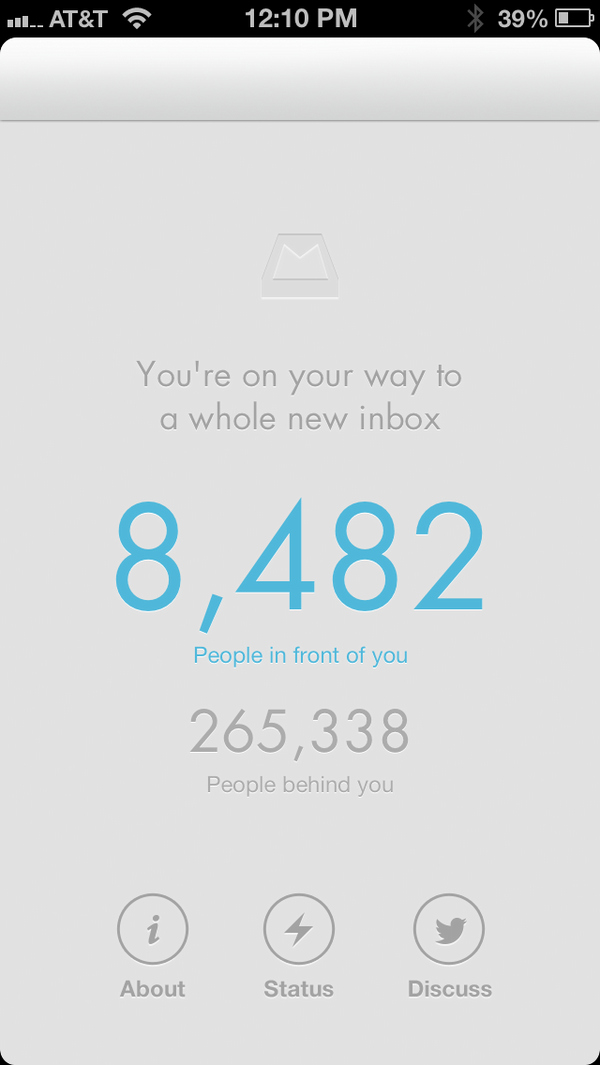 AT&T 12:10 PM 39%
You're on your way to
a whole new inbox
8,482
People in front of you
265,338
People behind you
About Status Discuss